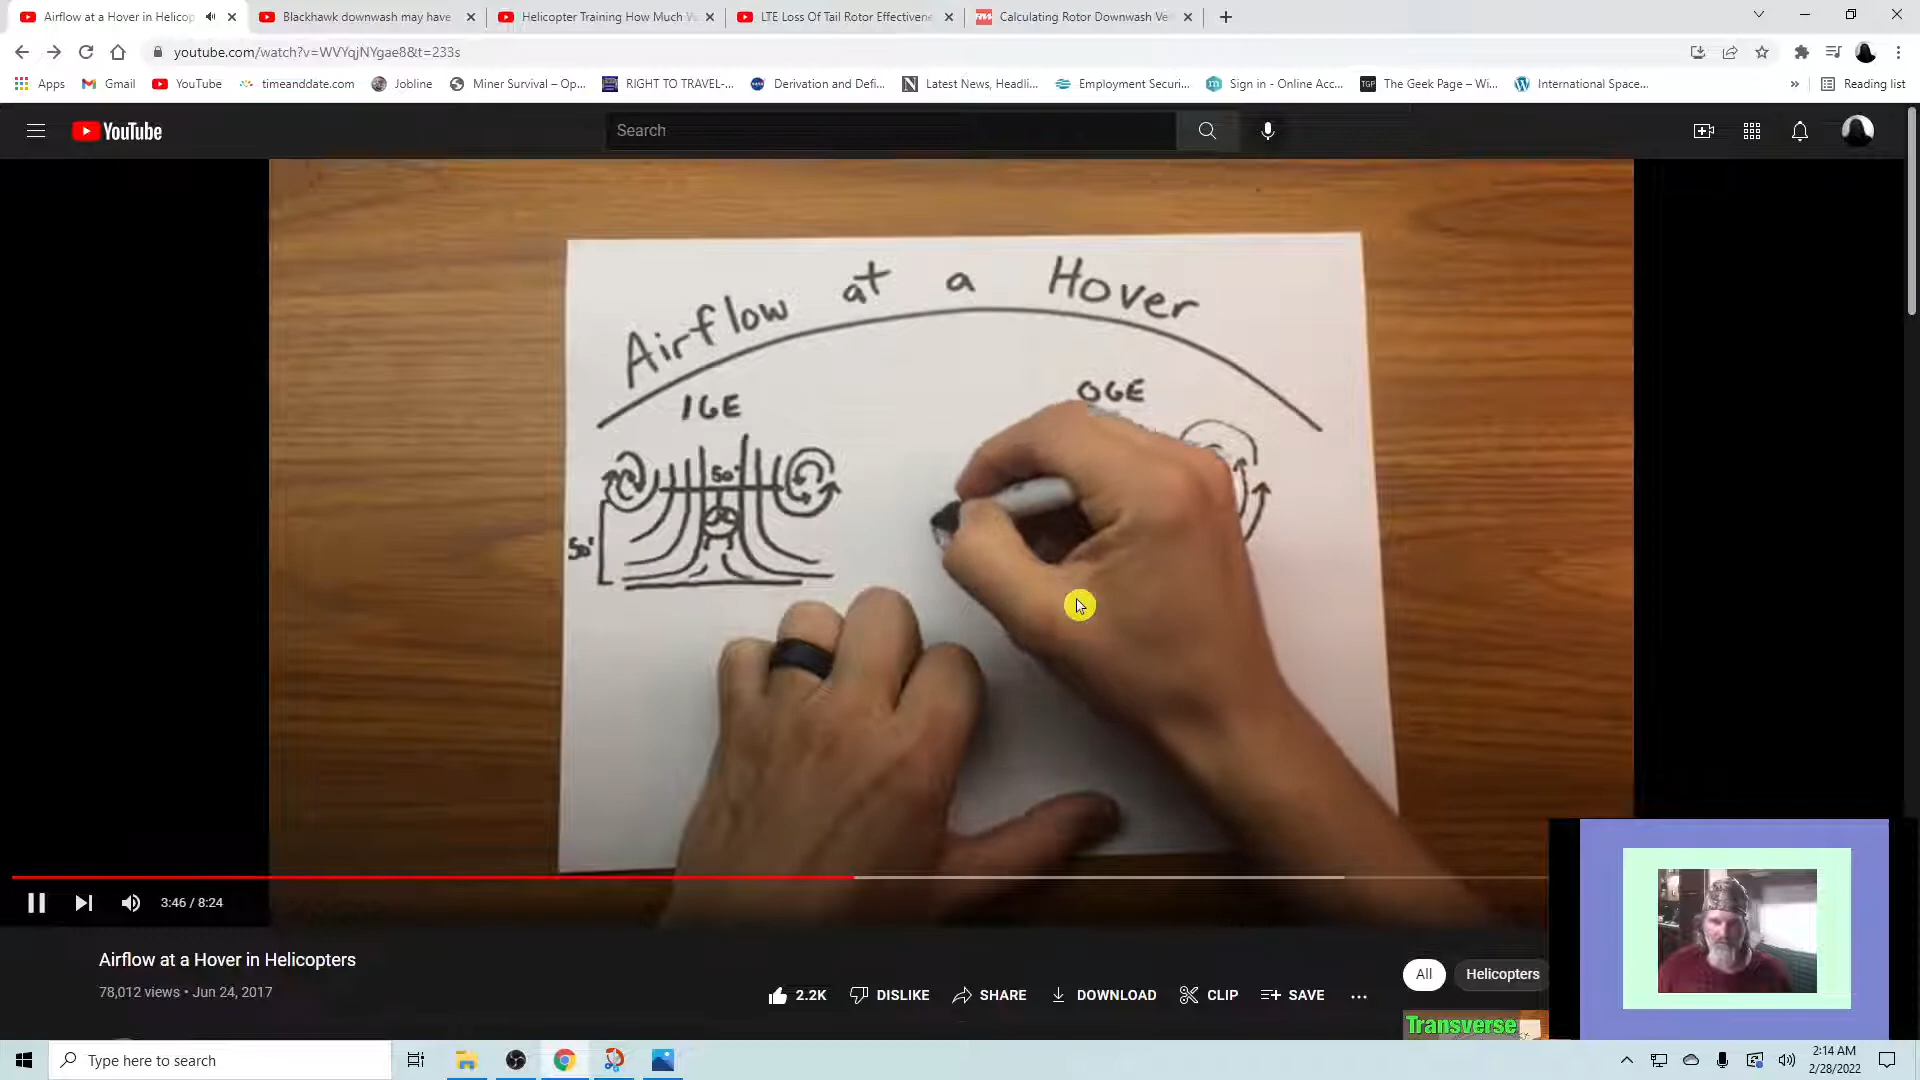 Airflow at a Hover in Helicop
Blackhawk downwash may have
Helicopter Training How Much
LTE Loss Of Tail Rotor Effectivene
RW
Calculating Rotor Downwash Ve
youtube.com/watch?v=WVYqjNYgae8&t=233s
Apps
Gmail
YouTube
timeanddate.com
Jobline
Miner Survival – Op...
RIGHT TO TRAVEL-...
Derivation and Defi...
Latest News, Headli...
Employment Securi...
Sign in - Online Acc...
TGP
The Geek Page – Wi...
International Space...
»
Reading list
YouTube
Search
Airflow at a Hover
IGE
OGE
50'
50'
3:46 / 8:24
Airflow at a Hover in Helicopters
78,012 views • Jun 24, 2017
2.2K
DISLIKE
SHARE
DOWNLOAD
CLIP
SAVE
...
All
Helicopters
Transverse
Type here to search
2:14 AM
2/28/2022